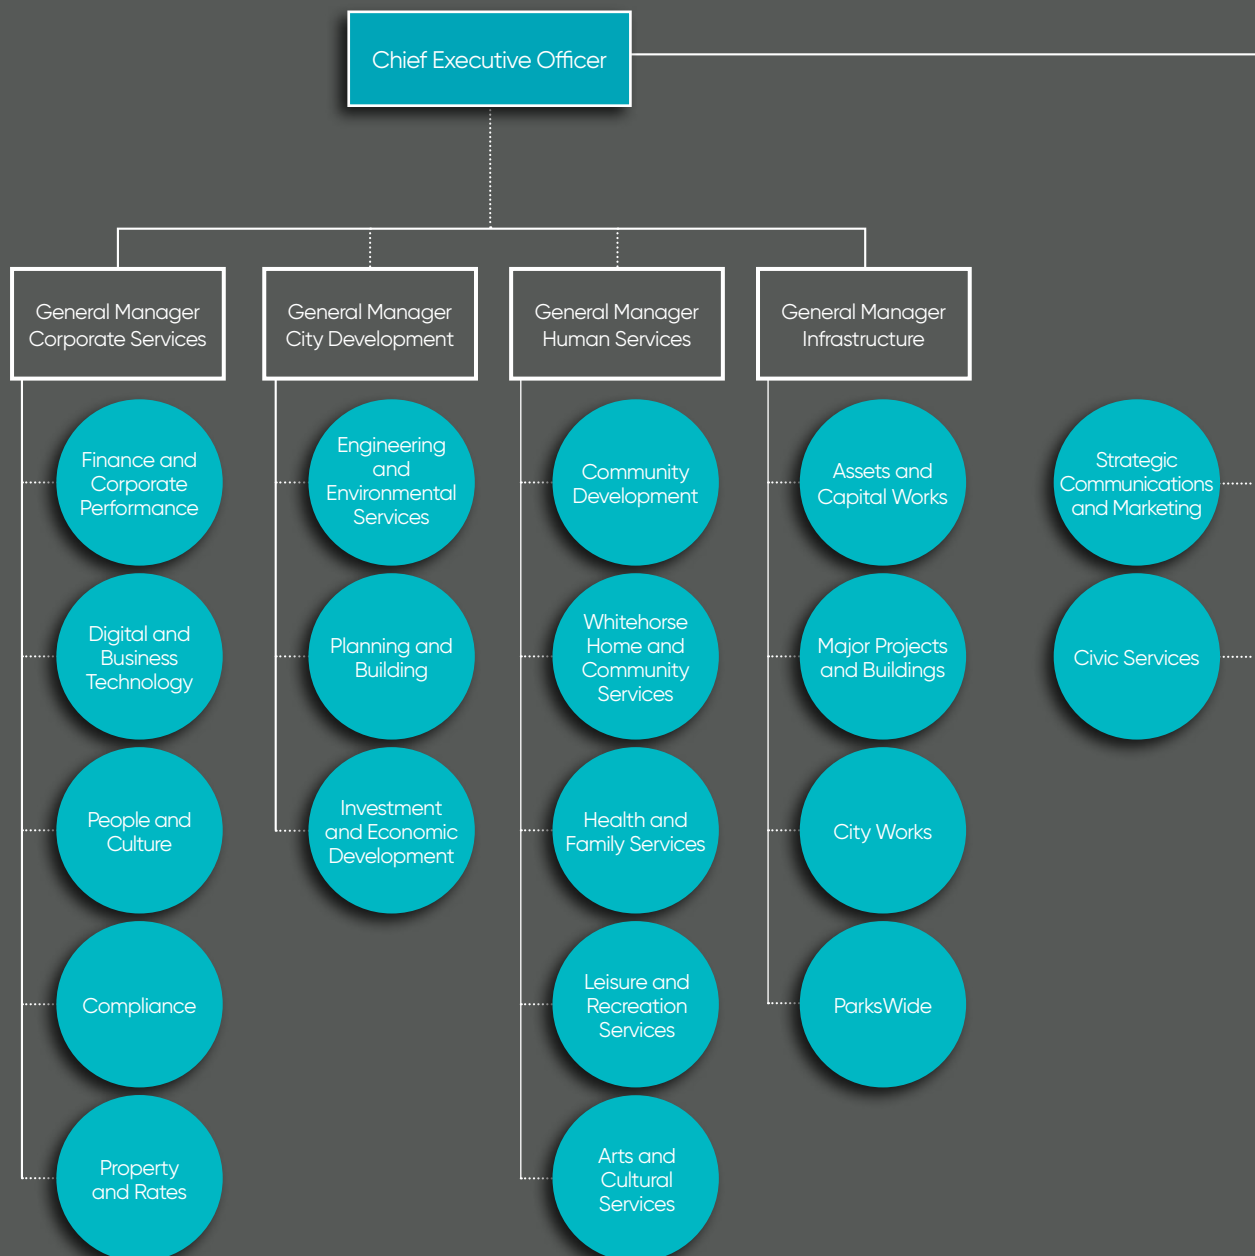 Chief Executive Officer
General Manager
Corporate Services
General Manager
City Development
General Manager
Human Services
General Manager
Infrastructure
Finance and
Corporate
Performance
Digital and
Business
Technology
People and
Culture
Compliance
Property
and Rates
Engineering
and
Environmental
Services
Planning and
Building
Investment
and Economic
Development
Community
Development
Whitehorse
Home and
Community
Services
Health and
Family Services
Leisure and
Recreation
Services
Arts and
Cultural
Services
Assets and
Capital Works
Major Projects
and Buildings
City Works
ParksWide
Strategic
Communications
and Marketing
Civic Services